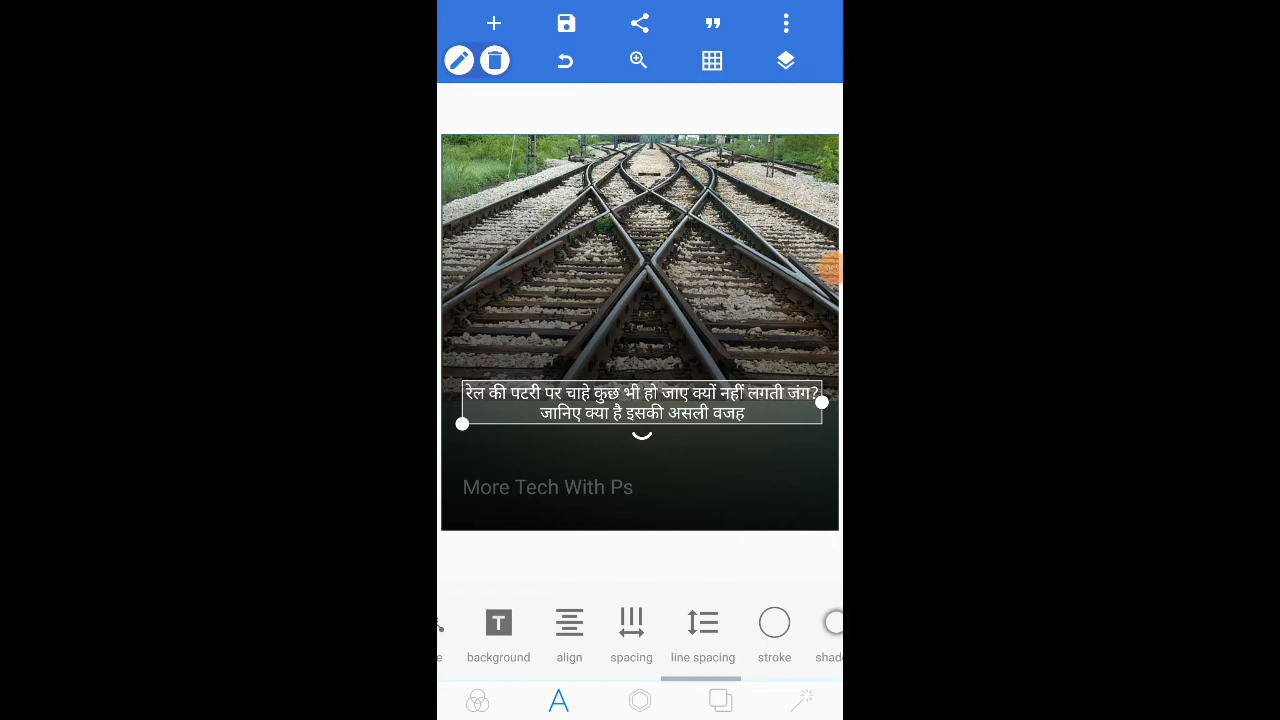 रेल की पटरी पर चाहे कुछ भी हो जाए क्यों नहीं लगती जंग?
जानिए क्या है इसकी असली वजह
More Tech With Ps
background
align
spacing
line spacing
stroke